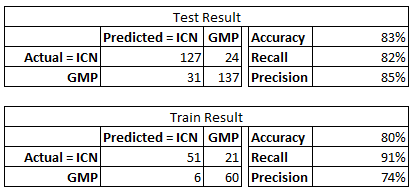 Test Result
Predicted = ICN GMP Accuracy 83%
Actual = ICN 127 24 Recall 82%
GMP 31 137 Precision 85%
Train Result
Predicted = ICN GMP Accuracy 80%
Actual = ICN 51 21 Recall 91%
GMP 6 60 Precision 74%